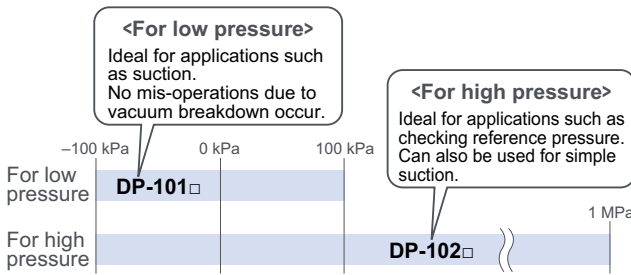 <For low pressure>
Ideal for applications such
as suction.
No mis-operations due to
vacuum breakdown occur.
<For high pressure>
Ideal for applications such as
checking reference pressure.
Can also be used for simple
suction.
–100 kPa 0 kPa 100 kPa
For low
pressure
DP-101□
1 MPa
For high
pressure
DP-102□